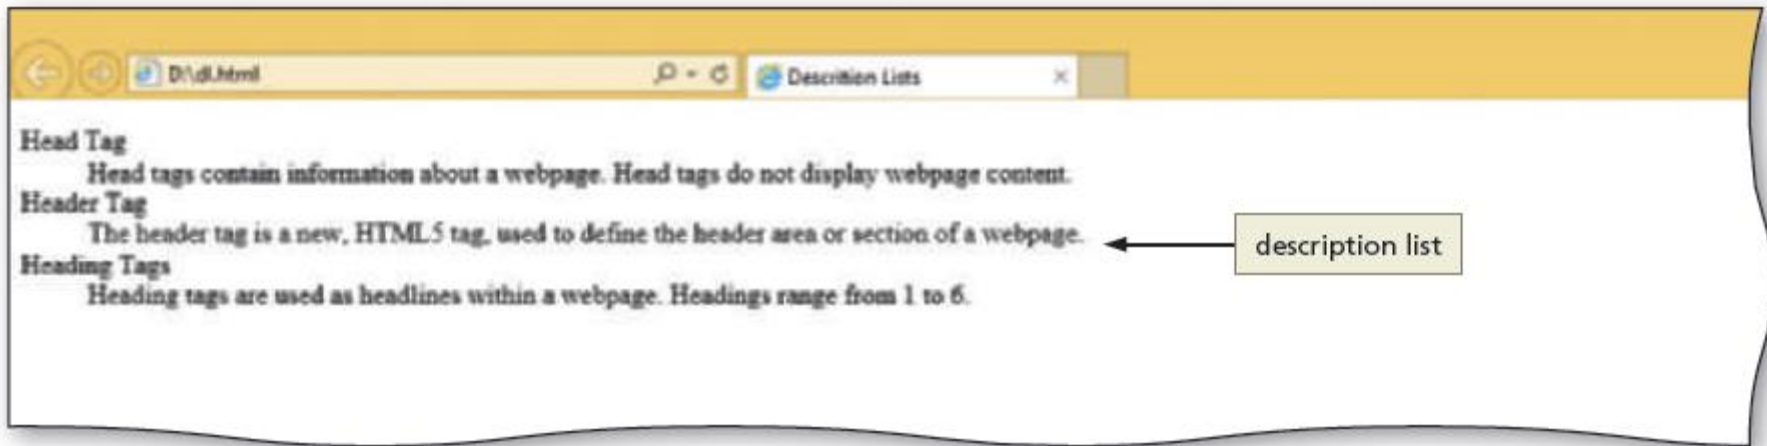 D:\dl.html
Descrition Lists
Head Tag
Head tags contain information about a webpage. Head tags do not display webpage content.
Header Tag
The header tag is a new, HTML5 tag, used to define the header area or section of a webpage.
description list
Heading Tags
Heading tags are used as headlines within a webpage. Headings range from 1 to 6.